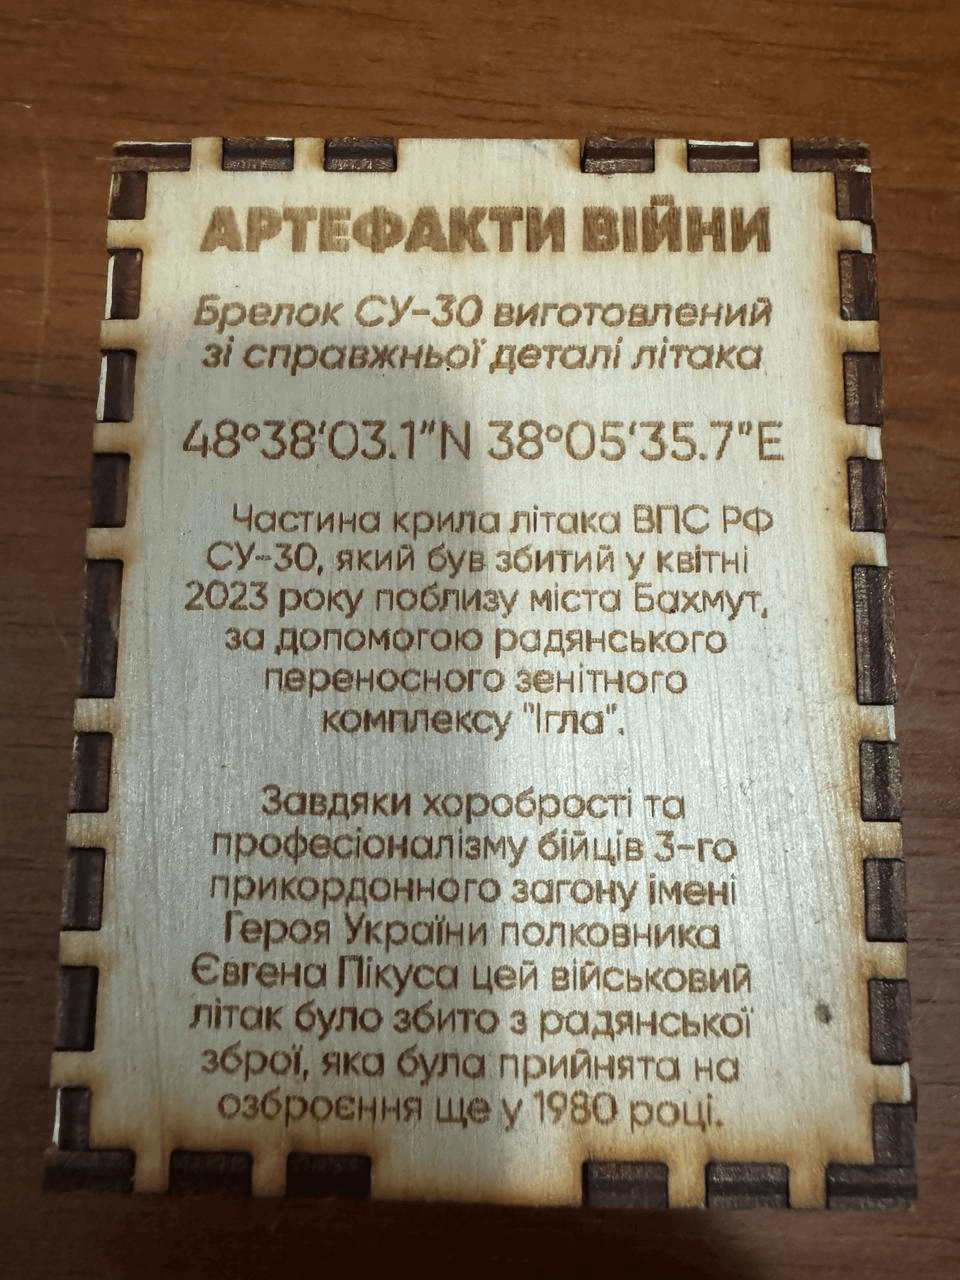 АРТЕФАКТИ ВІЙНИ
Брелок СУ-30 виготовлений
зі справжньої деталі літака
48°38'03.1"N 38°05'35.7"E
Частина крила літака ВПС РФ
СУ-30, який був збитий у квітні
2023 року поблизу міста Бахмут,
за допомогою радянського
переносного зенітного
комплексу "Ігла".
Завдяки хоробрості та
професіоналізму бійців 3-го
прикордонного загону імені
Героя України полковника
Євгена Пікуса цей військовий
літак було збито з радянської
зброї, яка була прийнята на
озброєння ще у 1980 році.